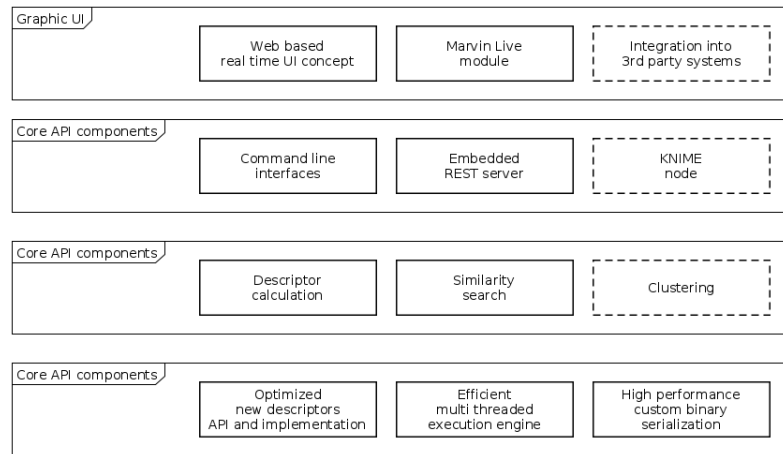 Graphic UI
Web based
real time UI concept
Marvin Live
module
Integration into
3rd party systems
Core API components
Command line
interfaces
Embedded
REST server
KNIME
node
Core API components
Descriptor
calculation
Similarity
search
Clustering
Core API components
Optimized
new descriptors
API and implementation
Efficient
multi threaded
execution engine
High performance
custom binary
serialization